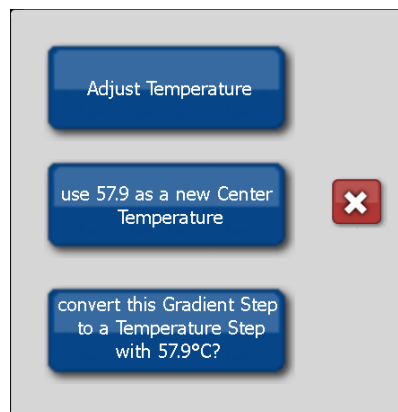 Adjust Temperature
use 57.9 as a new Center
Temperature
convert this Gradient Step
to a Temperature Step
with 57.9°C?